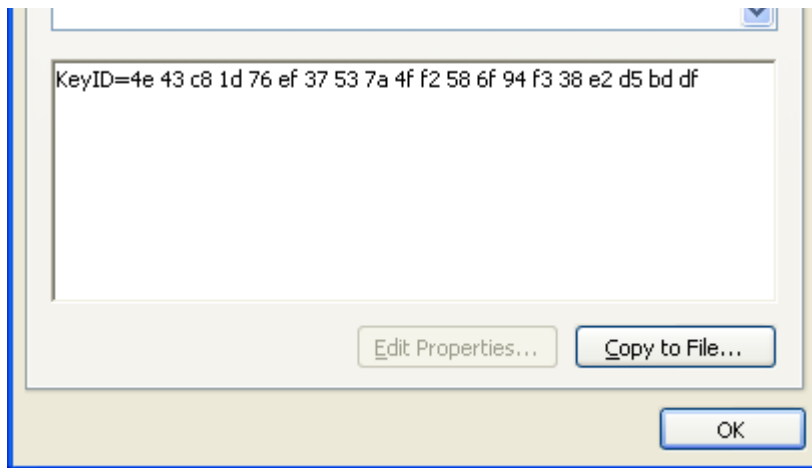 KeyID=4e 43 c8 1d 76 ef 37 53 7a 4f f2 58 6f 94 f3 38 e2 d5 bd df
Edit Properties...
Copy to File...
OK